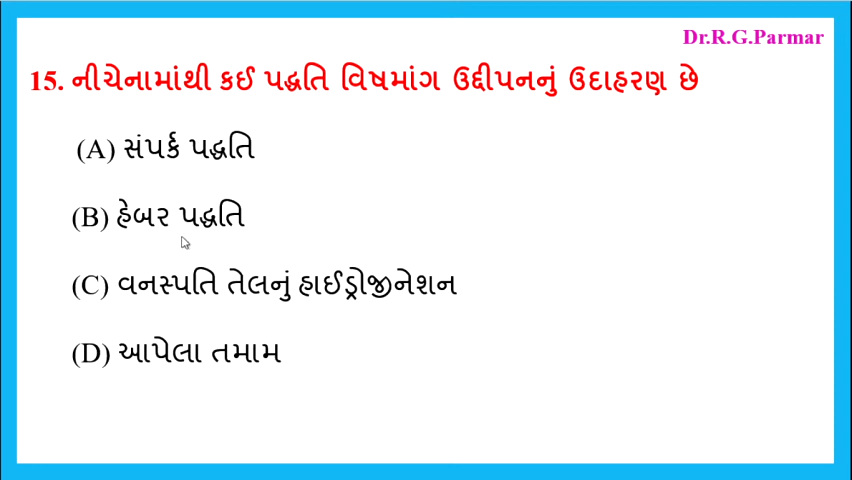 Dr.R.G.Parmar
15. નીચેનામાંથી કઈ પદ્ધતિ વિષમાંગ ઉદ્દીપનનું ઉદાહરણ છે
(A) સંપર્ક પદ્ધતિ
(B) હેબર પદ્ધતિ
(C) વનસ્પતિ તેલનું હાઈડ્રોજીનેશન
(D) આપેલા તમામ